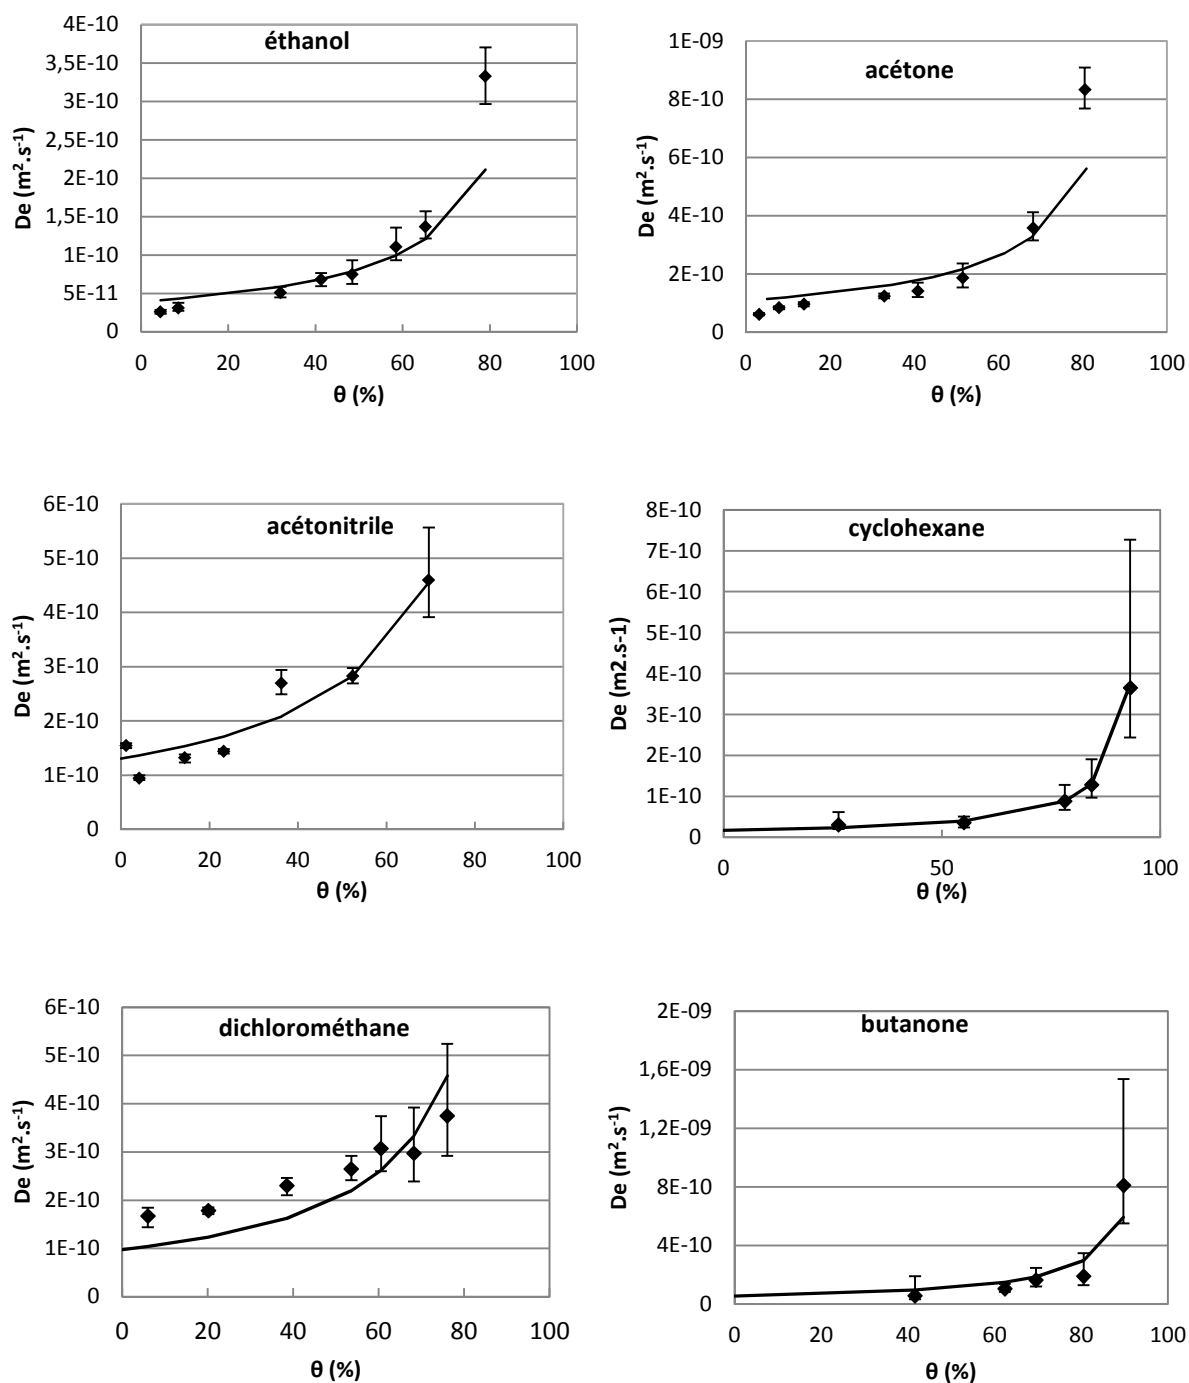 éthanol
4E-10
3,5E-10
3E-10
2,5E-10
2E-10
1,5E-10
1E-10
5E-11
0
De (m².s⁻¹)
0 20 40 60 80 100
θ (%)
acétone
1E-09
8E-10
6E-10
4E-10
2E-10
0
De (m².s⁻¹)
0 20 40 60 80 100
θ (%)
acétonitrile
6E-10
5E-10
4E-10
3E-10
2E-10
1E-10
0
De (m².s⁻¹)
0 20 40 60 80 100
θ (%)
cyclohexane
8E-10
7E-10
6E-10
5E-10
4E-10
3E-10
2E-10
1E-10
0
De (m2.s-1)
50 100
θ (%)
dichlorométhane
6E-10
5E-10
4E-10
3E-10
2E-10
1E-10
0
De (m².s⁻¹)
0 20 40 60 80 100
θ (%)
butanone
2E-09
1,6E-09
1,2E-09
8E-10
4E-10
0
De (m².s⁻¹)
0 20 40 60 80 100
θ (%)